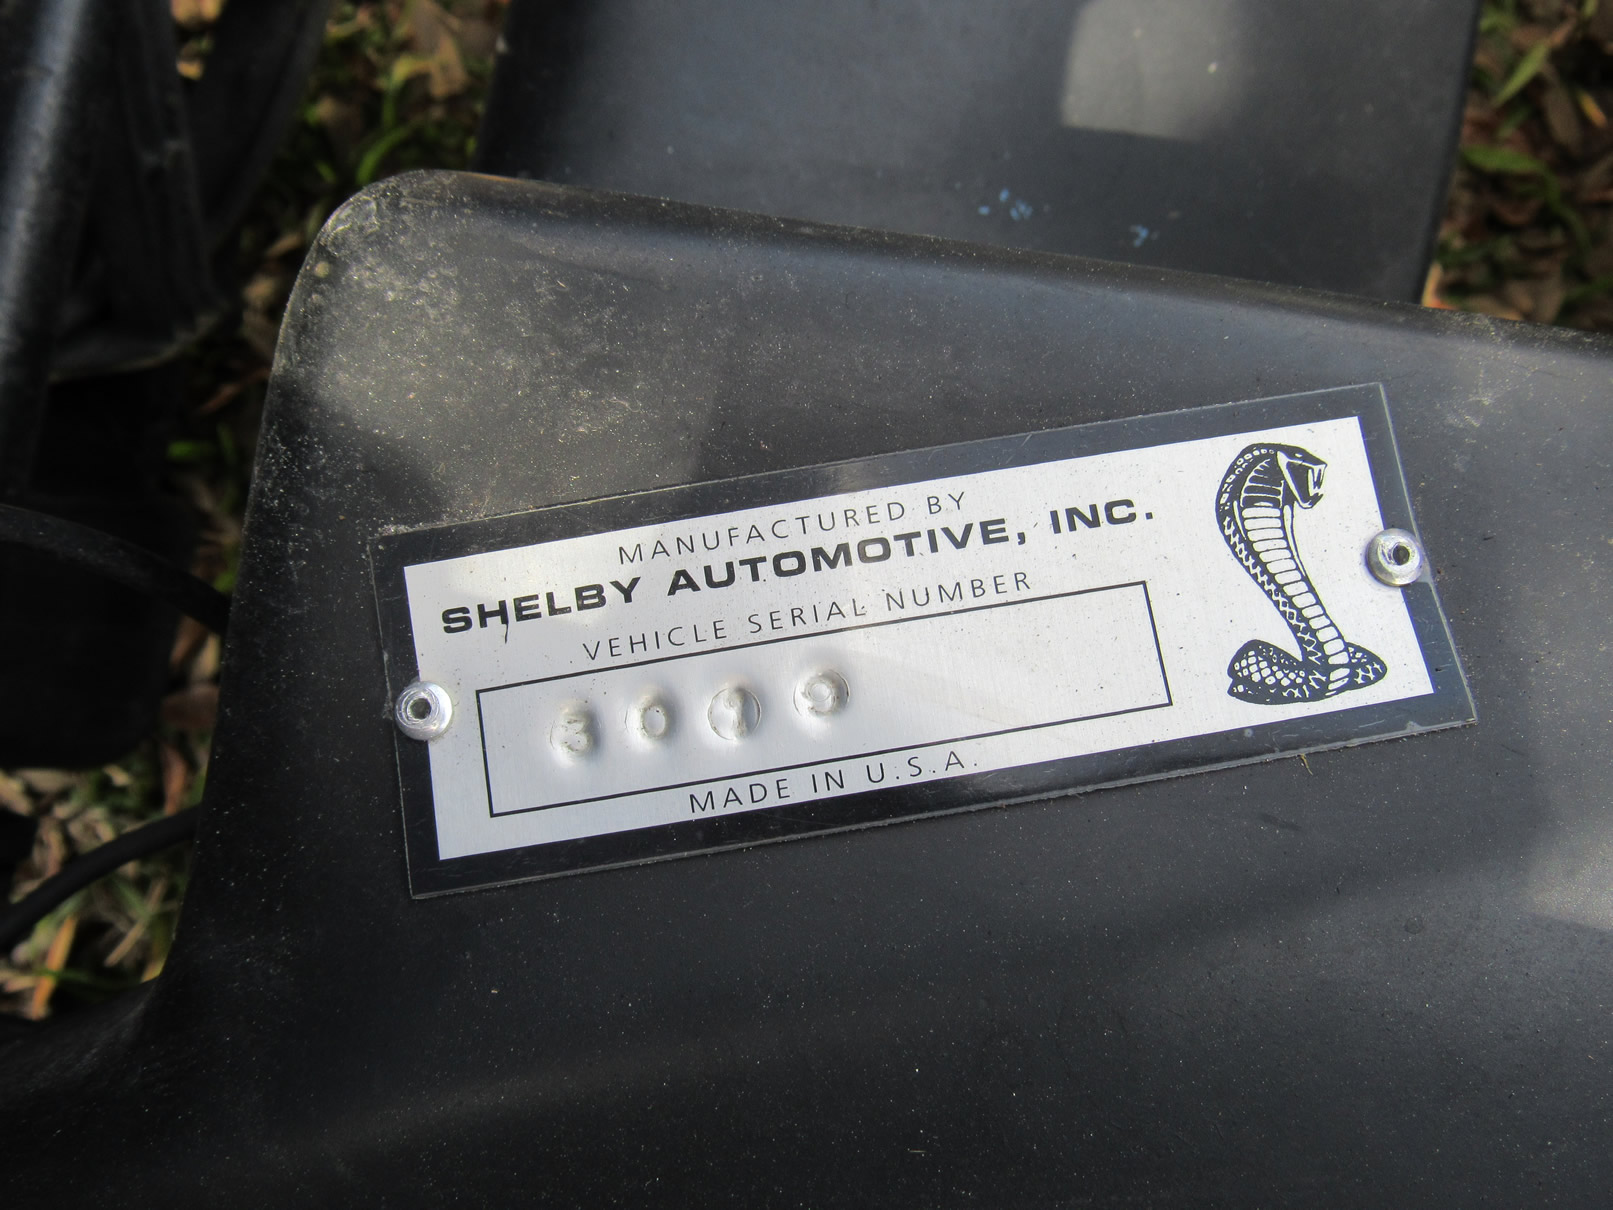 MANUFACTURED BY
SHELBY AUTOMOTIVE, INC.
VEHICLE SERIAL NUMBER
3019
MADE IN U.S.A.